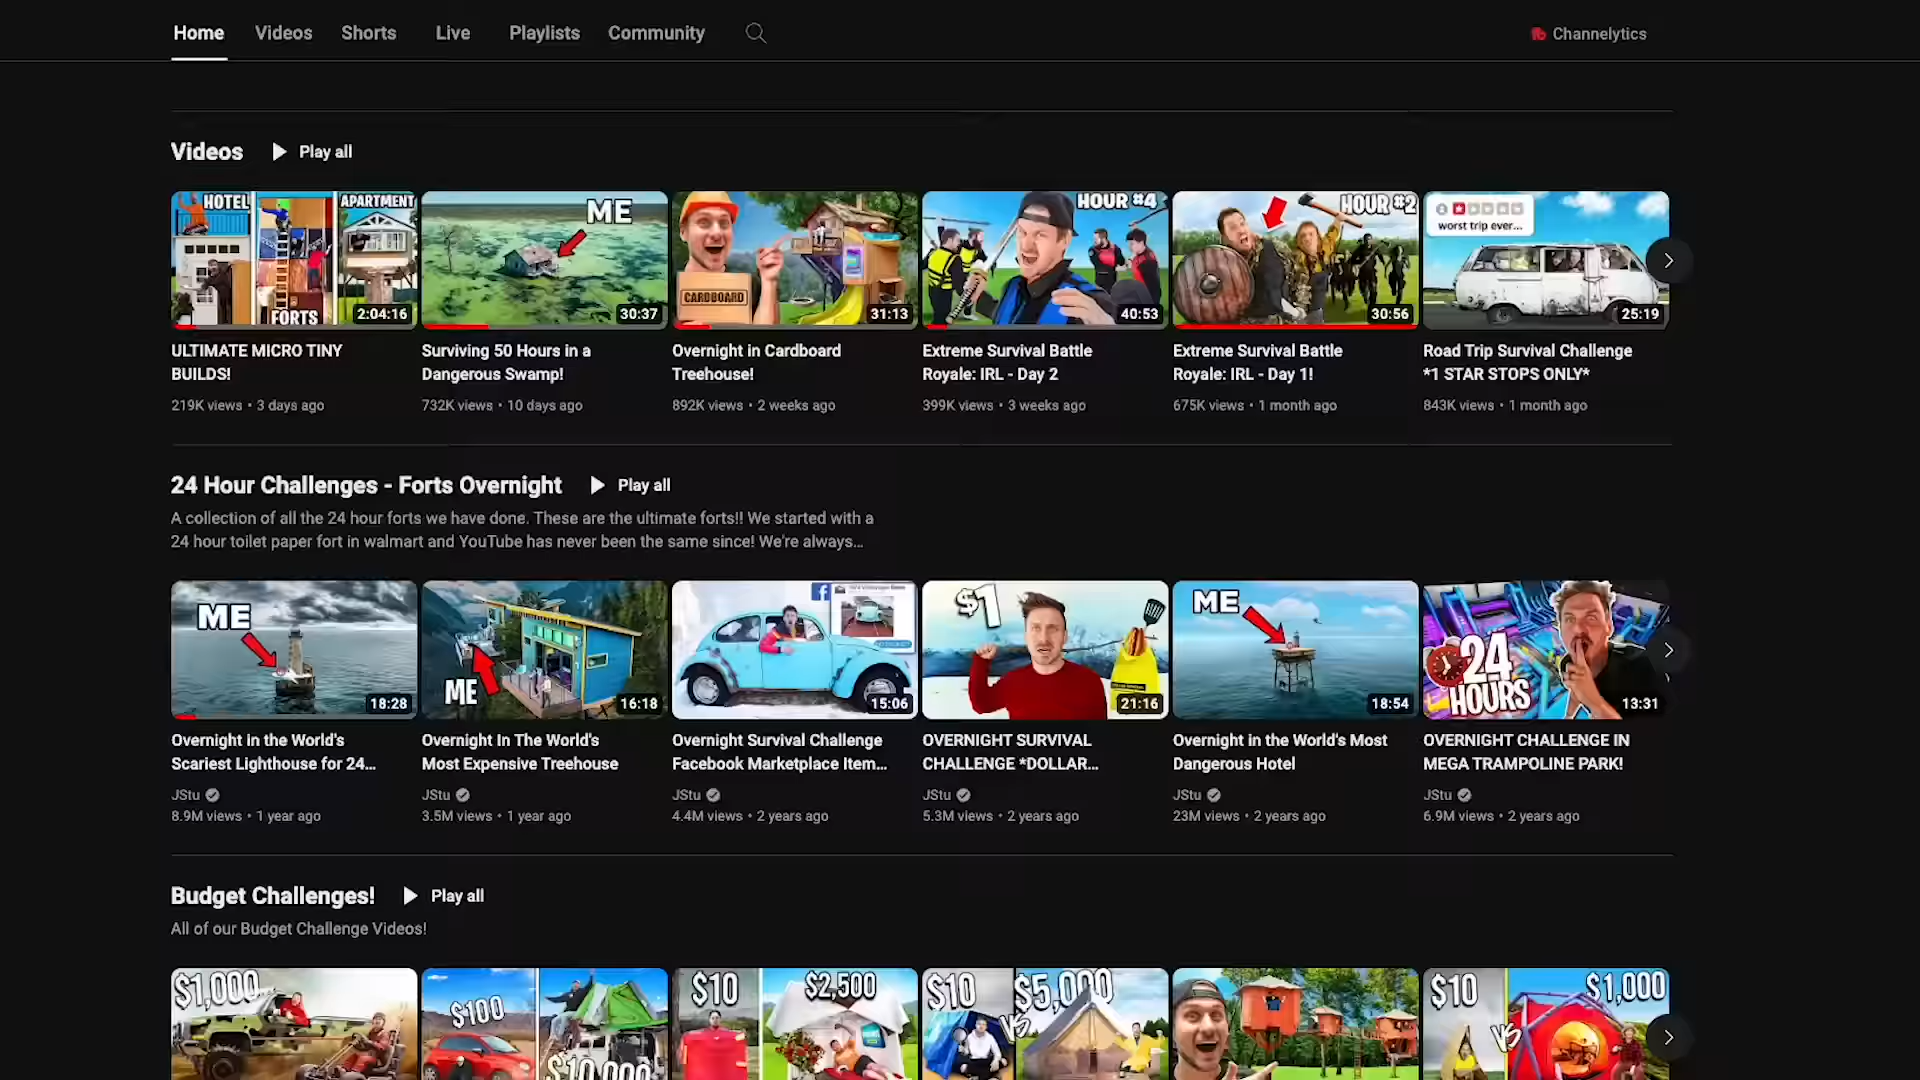 Home Videos Shorts Live Playlists Community
Channelytics
Videos Play all
HOTEL APARTMENT
FORTS
2:04:16
ME
30:37
CARDBOARD
31:13
HOUR #4
40:53
HOUR #2
30:56
worst trip ever...
25:19
ULTIMATE MICRO TINY
BUILDS!
219K views • 3 days ago
Surviving 50 Hours in a
Dangerous Swamp!
732K views • 10 days ago
Overnight in Cardboard
Treehouse!
892K views • 2 weeks ago
Extreme Survival Battle
Royale: IRL - Day 2
399K views • 3 weeks ago
Extreme Survival Battle
Royale: IRL - Day 1!
675K views • 1 month ago
Road Trip Survival Challenge
*1 STAR STOPS ONLY*
843K views • 1 month ago
24 Hour Challenges - Forts Overnight Play all
A collection of all the 24 hour forts we have done. These are the ultimate forts!! We started with a
24 hour toilet paper fort in walmart and YouTube has never been the same since! We're always...
ME
18:28
ME
16:18
15:06
$1
21:16
ME
18:54
24
HOURS
13:31
Overnight in the World's
Scariest Lighthouse for 24...
JStu
8.9M views • 1 year ago
Overnight In The World's
Most Expensive Treehouse
JStu
3.5M views • 1 year ago
Overnight Survival Challenge
Facebook Marketplace Item...
JStu
4.4M views • 2 years ago
OVERNIGHT SURVIVAL
CHALLENGE *DOLLAR...
JStu
5.3M views • 2 years ago
Overnight in the World's Most
Dangerous Hotel
JStu
23M views • 2 years ago
OVERNIGHT CHALLENGE IN
MEGA TRAMPOLINE PARK!
JStu
6.9M views • 2 years ago
Budget Challenges! Play all
All of our Budget Challenge Videos!
$1,000
$100
$10,000
$10 $2,500
$10 VS $5,000
$10 VS $1,000